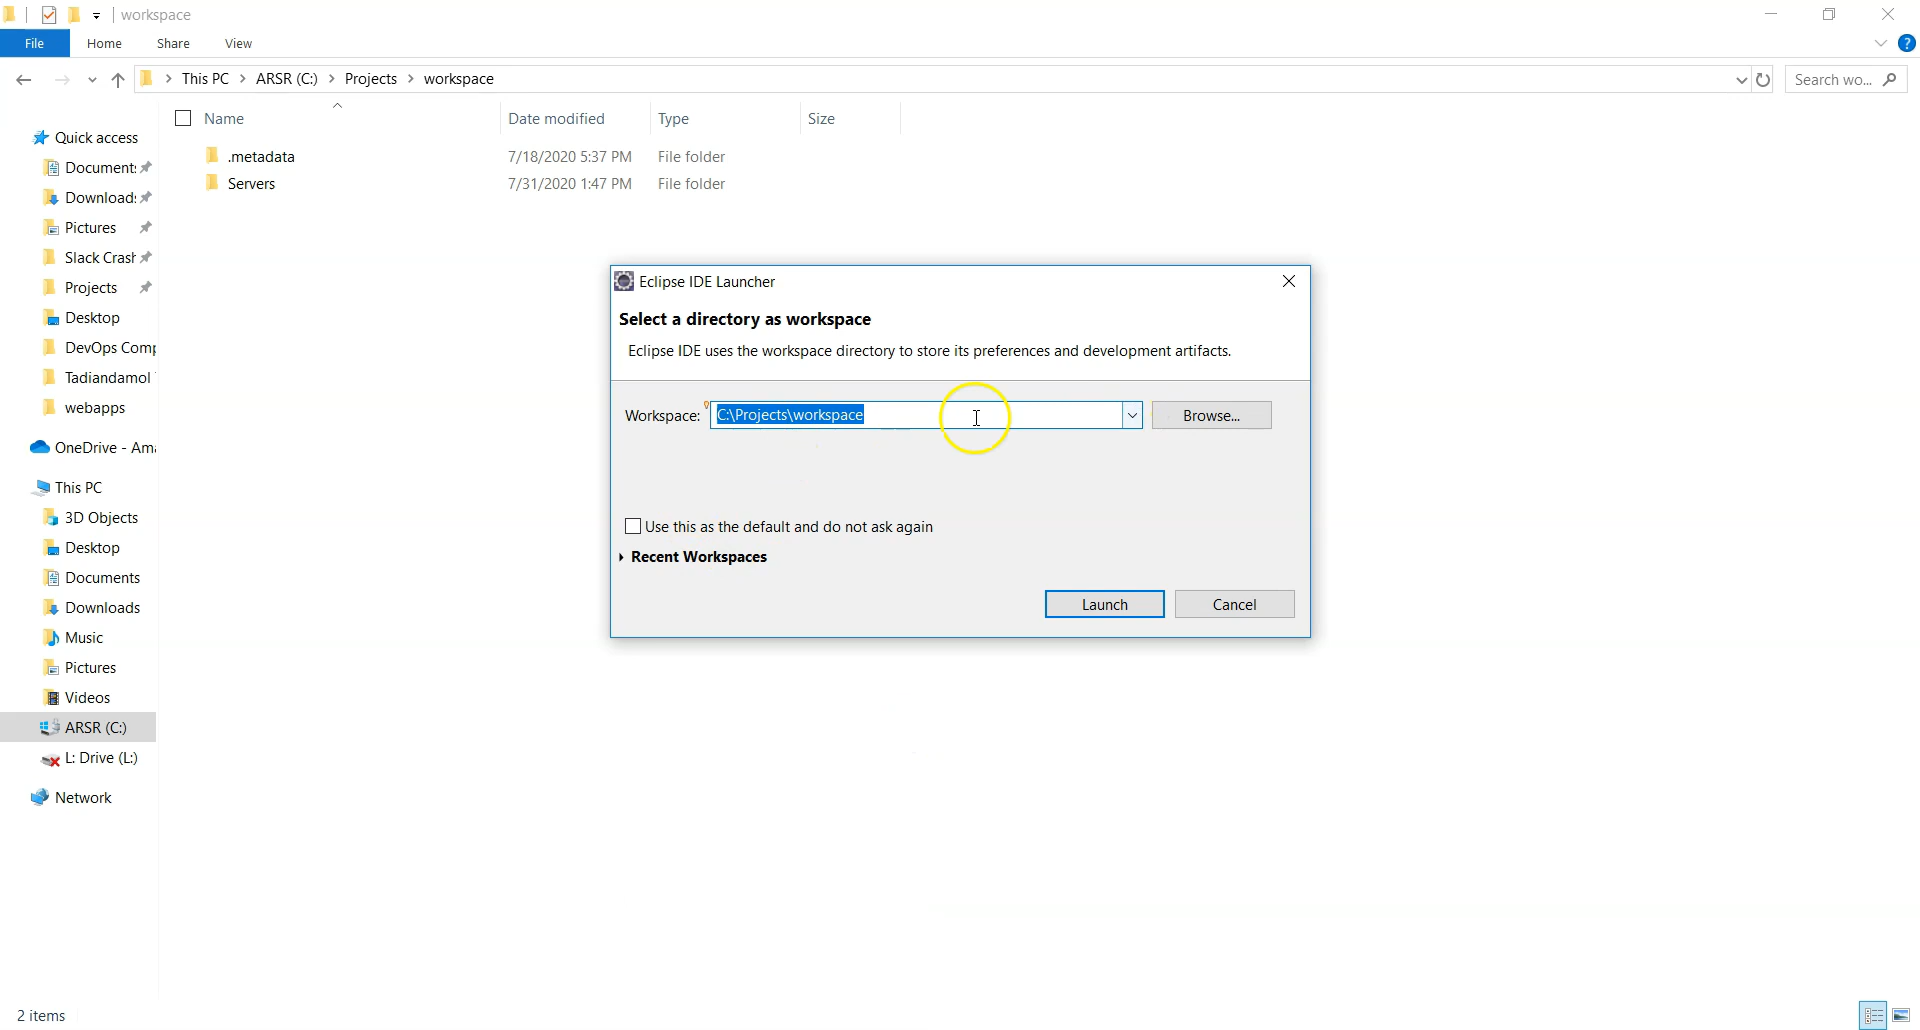 workspace
File Home Share View
This PC ARSR (C:) Projects workspace
Search wo...
Name Date modified Type Size
.metadata 7/18/2020 5:37 PM File folder
Servers 7/31/2020 1:47 PM File folder
Quick access
Documents
Downloads
Pictures
Slack Crash
Projects
Desktop
DevOps Comp
Tadiandamol
webapps
OneDrive - Ama
This PC
3D Objects
Desktop
Documents
Downloads
Music
Pictures
Videos
ARSR (C:)
L: Drive (L:)
Network
Eclipse IDE Launcher
Select a directory as workspace
Eclipse IDE uses the workspace directory to store its preferences and development artifacts.
Workspace: C:\Projects\workspace Browse...
Use this as the default and do not ask again
Recent Workspaces
Launch Cancel
2 items